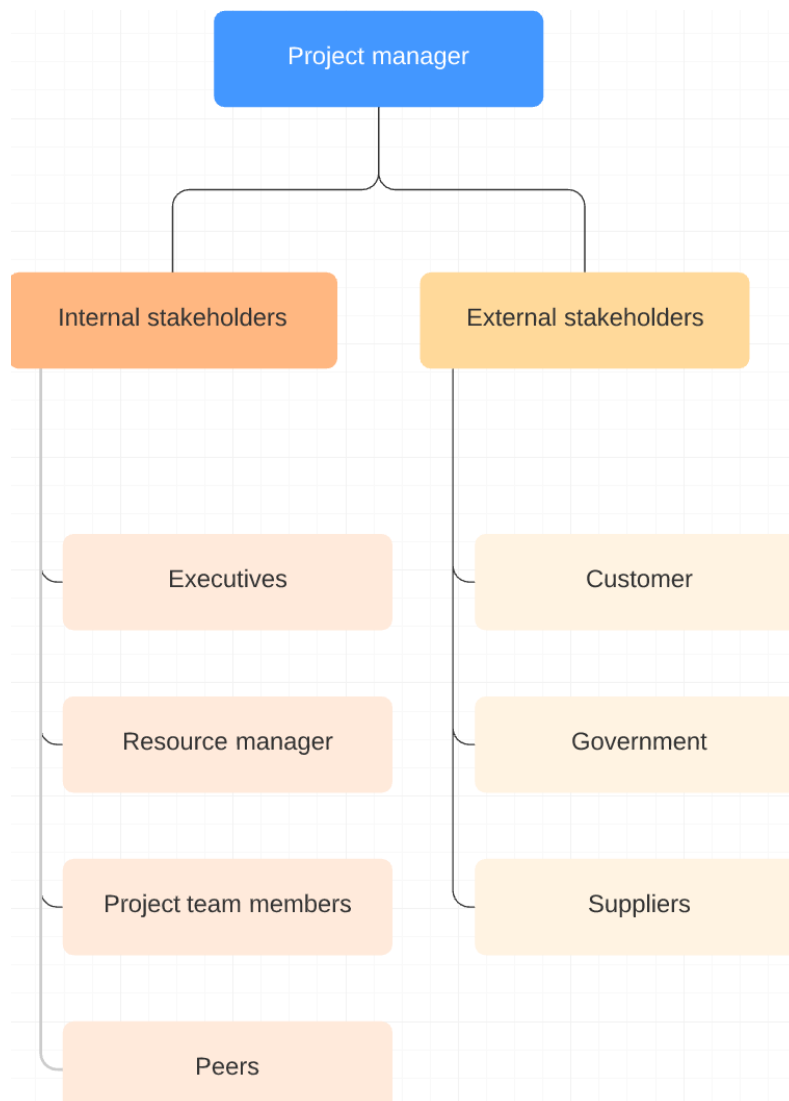 Project manager
Internal stakeholders
External stakeholders
Executives
Customer
Resource manager
Government
Project team members
Suppliers
Peers